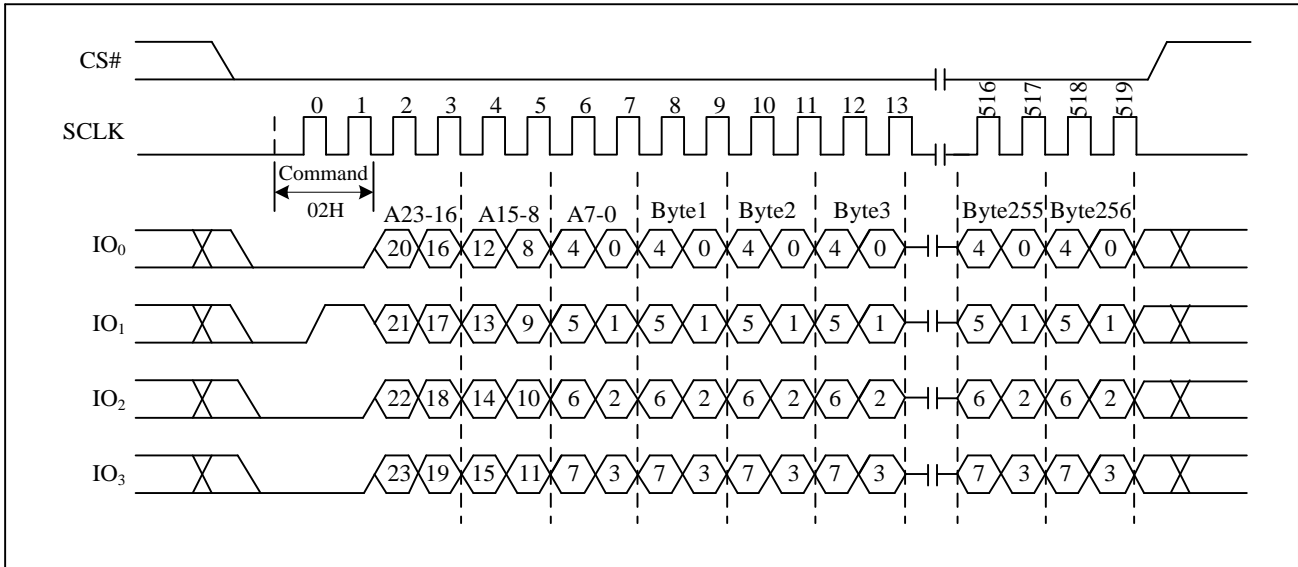 CS#
0 1 2 3 4 5 6 7 8 9 10 11 12 13 516 517 518 519
SCLK
Command
02H
A23-16 A15-8 A7-0 Byte1 Byte2 Byte3 Byte255 Byte256
IO0 20 16 12 8 4 0 4 0 4 0 4 0 4 0 4 0
IO1 21 17 13 9 5 1 5 1 5 1 5 1 5 1 5 1
IO2 22 18 14 10 6 2 6 2 6 2 6 2 6 2 6 2
IO3 23 19 15 11 7 3 7 3 7 3 7 3 7 3 7 3